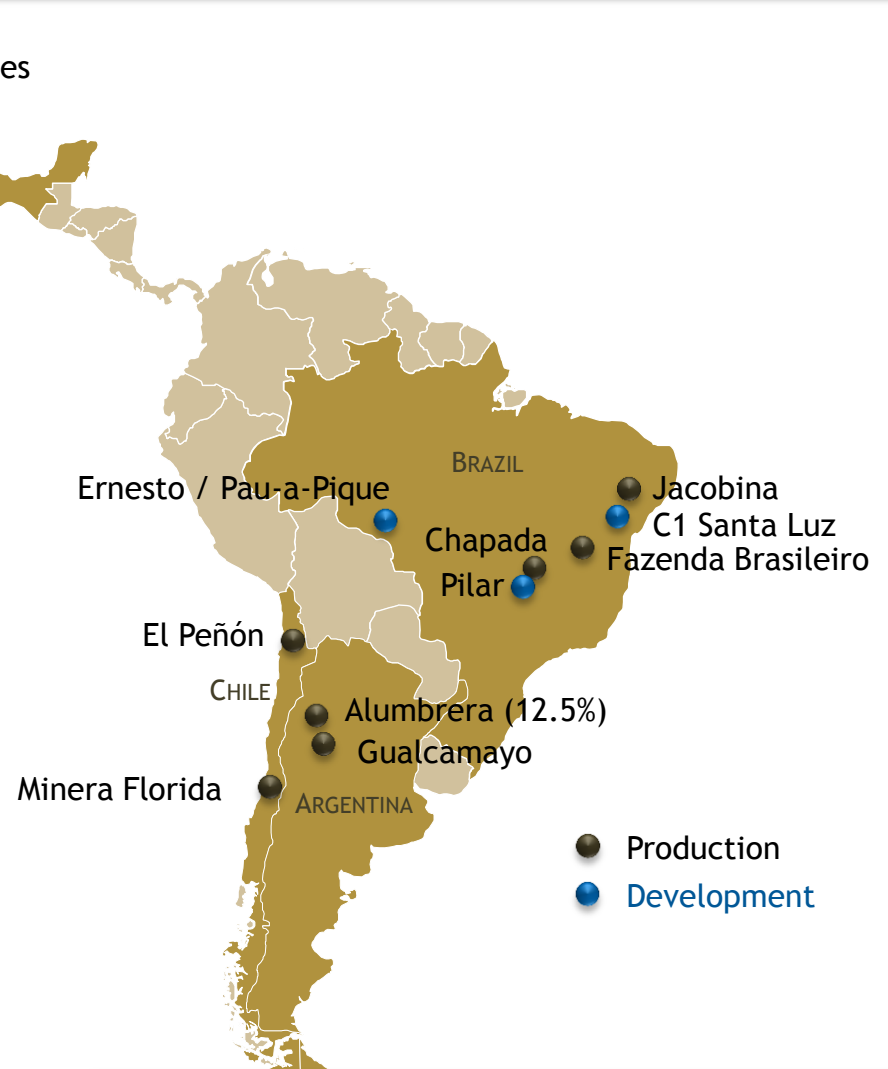 es
BRAZIL
Ernesto / Pau-a-Pique
Jacobina
C1 Santa Luz
Chapada
Fazenda Brasileiro
Pilar
El Peñón
CHILE
Alumbrera (12.5%)
Gualcamayo
Minera Florida
ARGENTINA
Production
Development